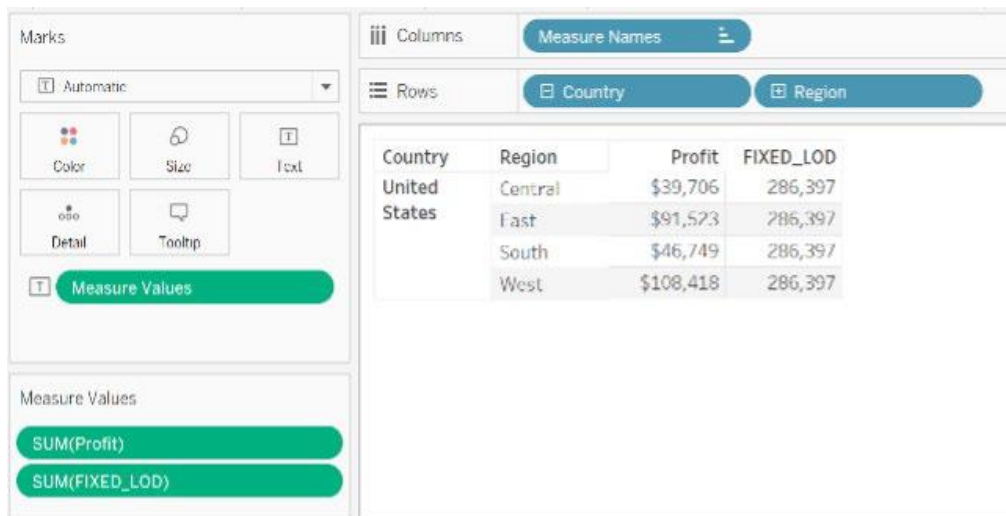 Marks
Automatic
Color Size Text
Detail Tooltip
Measure Values
Measure Values
SUM(Profit)
SUM(FIXED_LOD)
Columns Measure Names
Rows Country Region
Country Region Profit FIXED_LOD
United States Central $39,706 286,397
East $91,523 286,397
South $46,749 286,397
West $108,418 286,397